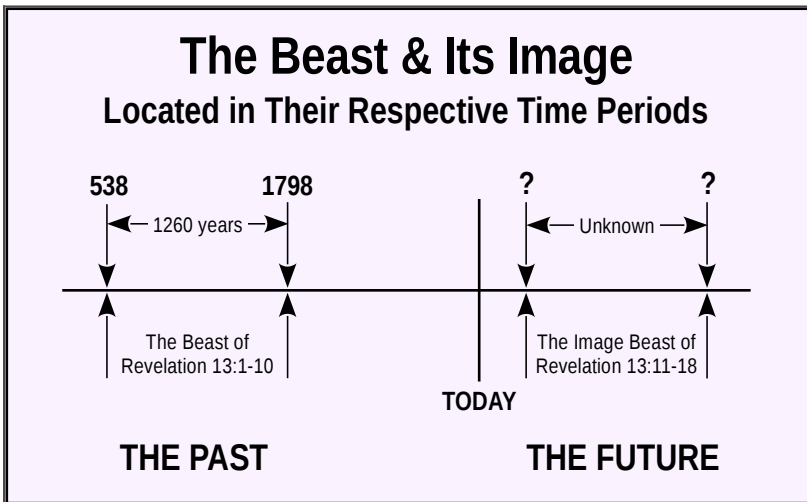 The Beast & Its Image
Located in Their Respective Time Periods
538 1798 ? ?
1260 years Unknown
The Beast of The Image Beast of
Revelation 13:1-10 Revelation 13:11-18
TODAY
THE PAST THE FUTURE